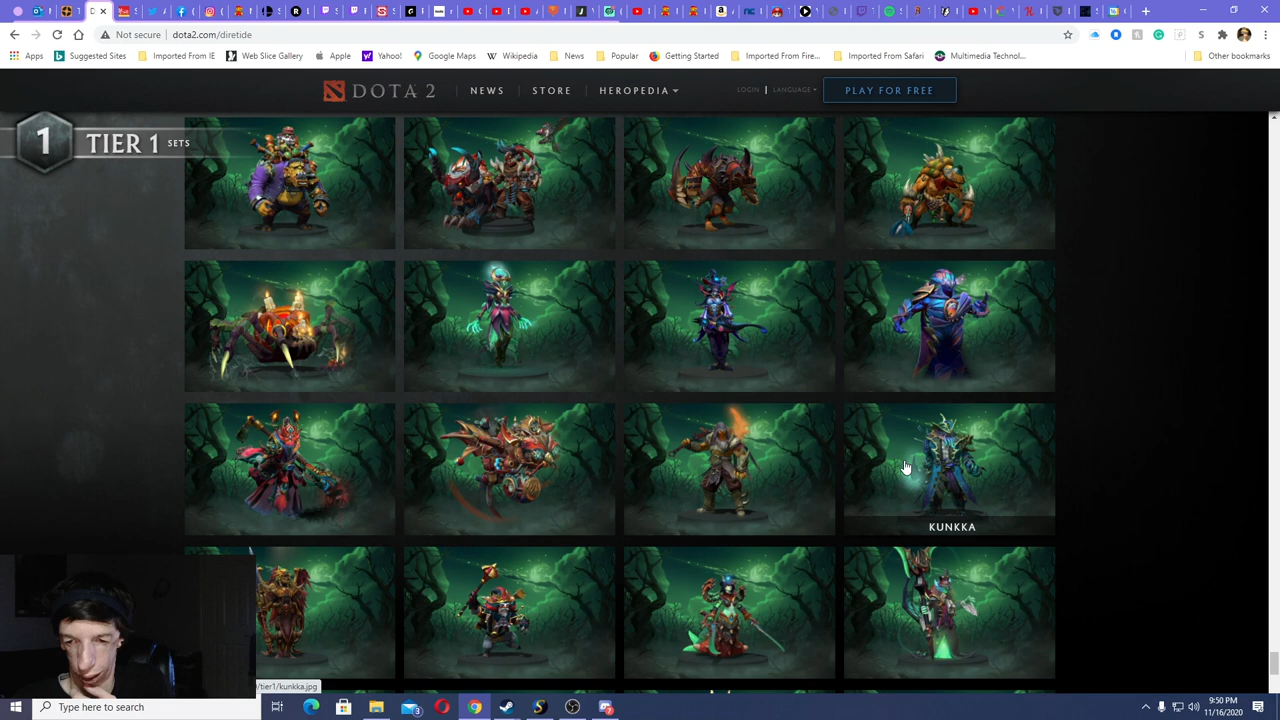 Not secure | dota2.com/diretide
Apps Suggested Sites Imported From IE Web Slice Gallery Apple Yahoo! Google Maps Wikipedia News Popular Getting Started Imported From Fire... Imported From Safari Multimedia Technol... Other bookmarks
DOTA 2 NEWS STORE HEROPEDIA LOGIN | LANGUAGE PLAY FOR FREE
1 TIER 1 SETS
KUNKKA
/tier1/kunkka.jpg
Type here to search
9:50 PM
11/16/2020